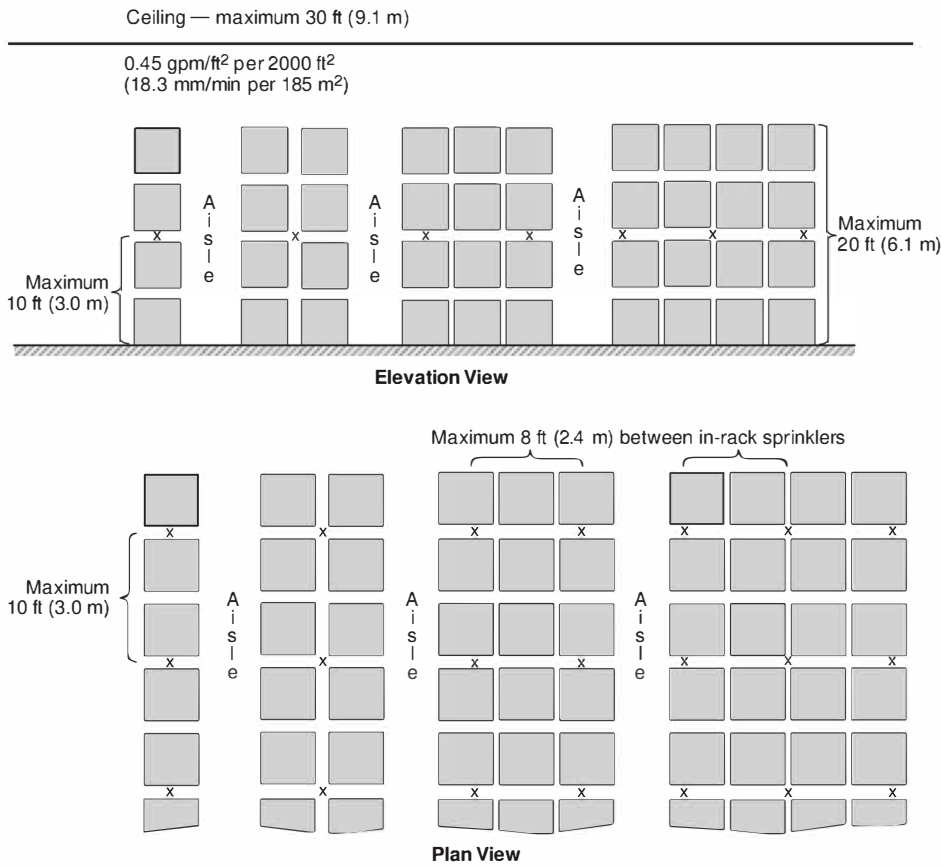 Ceiling — maximum 30 ft (9.1 m)
0.45 gpm/ft² per 2000 ft²
(18.3 mm/min per 185 m²)
Aisle
Aisle
Aisle
x
x
x
x
x
x
x
Maximum
10 ft (3.0 m)
Maximum
20 ft (6.1 m)
Elevation View
Maximum 8 ft (2.4 m) between in-rack sprinklers
x
x
x
x
x
x
x
Maximum
10 ft (3.0 m)
Aisle
Aisle
Aisle
x
x
x
x
x
x
x
x
x
x
x
x
x
x
Plan View